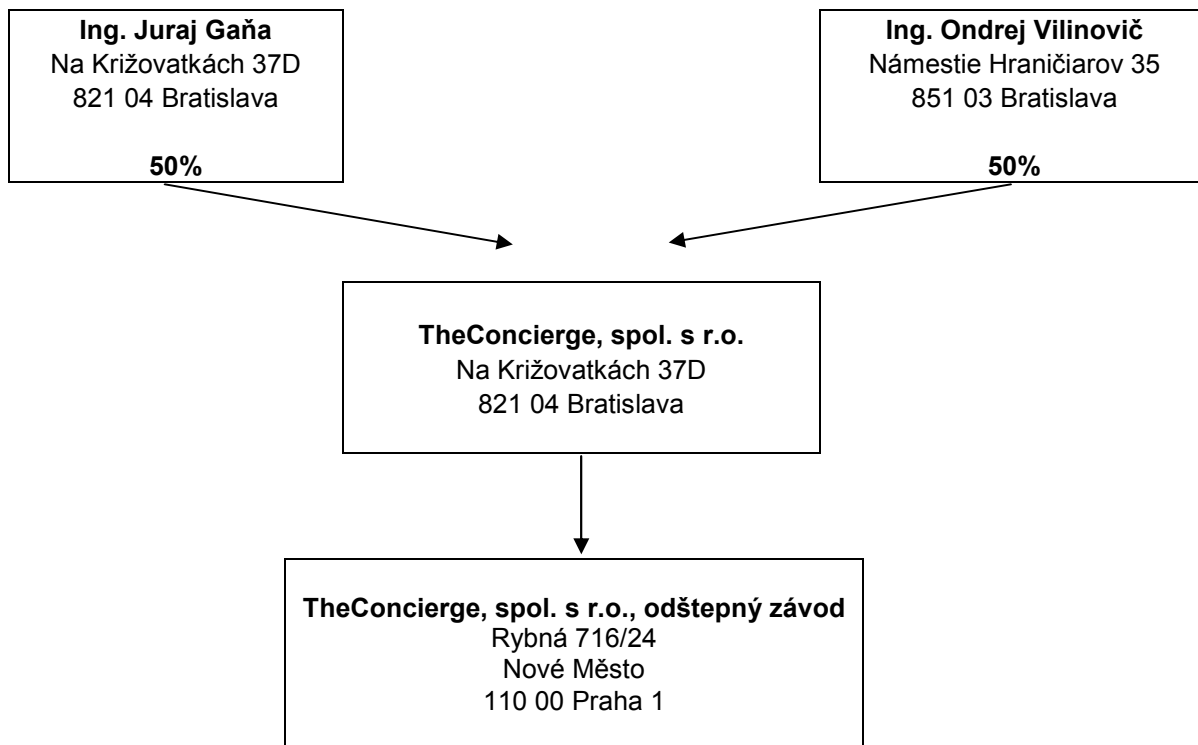 Ing. Juraj Gaňa
Na Križovatkách 37D
821 04 Bratislava
50%
Ing. Ondrej Vilinovič
Námestie Hraničiarov 35
851 03 Bratislava
50%
TheConcierge, spol. s r.o.
Na Križovatkách 37D
821 04 Bratislava
TheConcierge, spol. s r.o., odštepný závod
Rybná 716/24
Nové Město
110 00 Praha 1